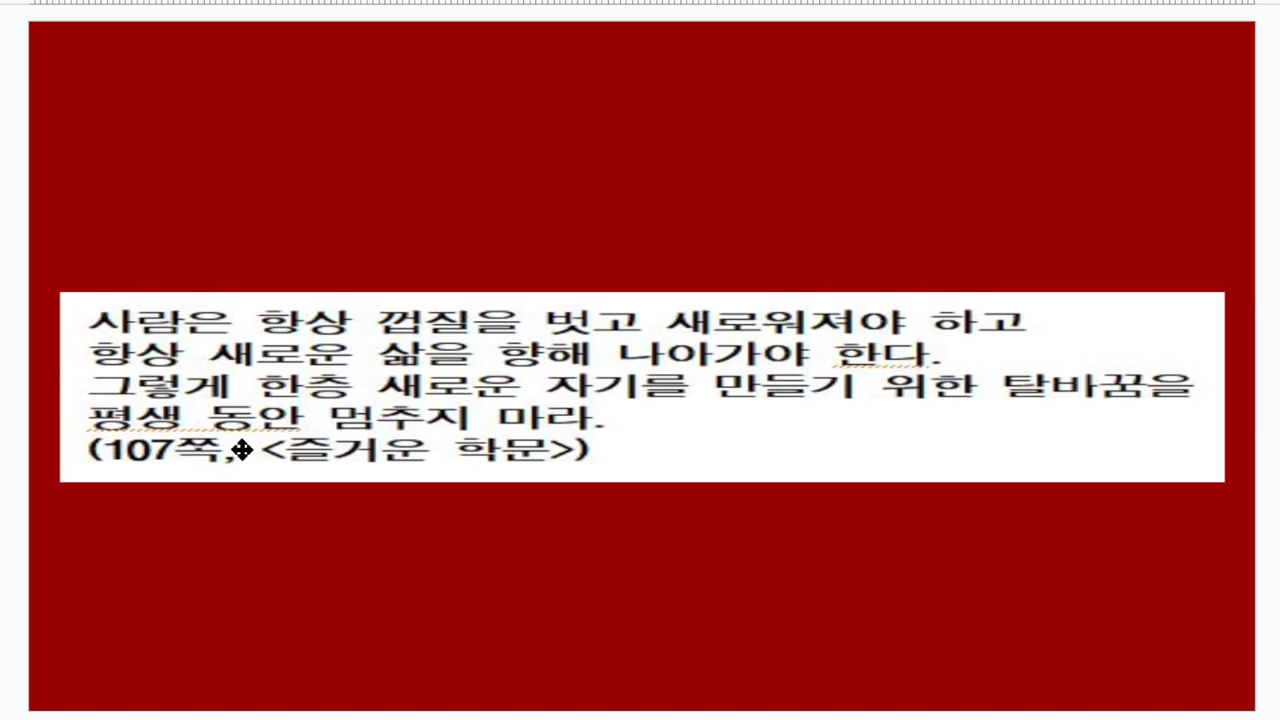 사람은 항상 껍질을 벗고 새로워져야 하고
항상 새로운 삶을 향해 나아가야 한다.
그렇게 한층 새로운 자기를 만들기 위한 탈바꿈을
평생 동안 멈추지 마라.
(107쪽, <즐거운 학문>)